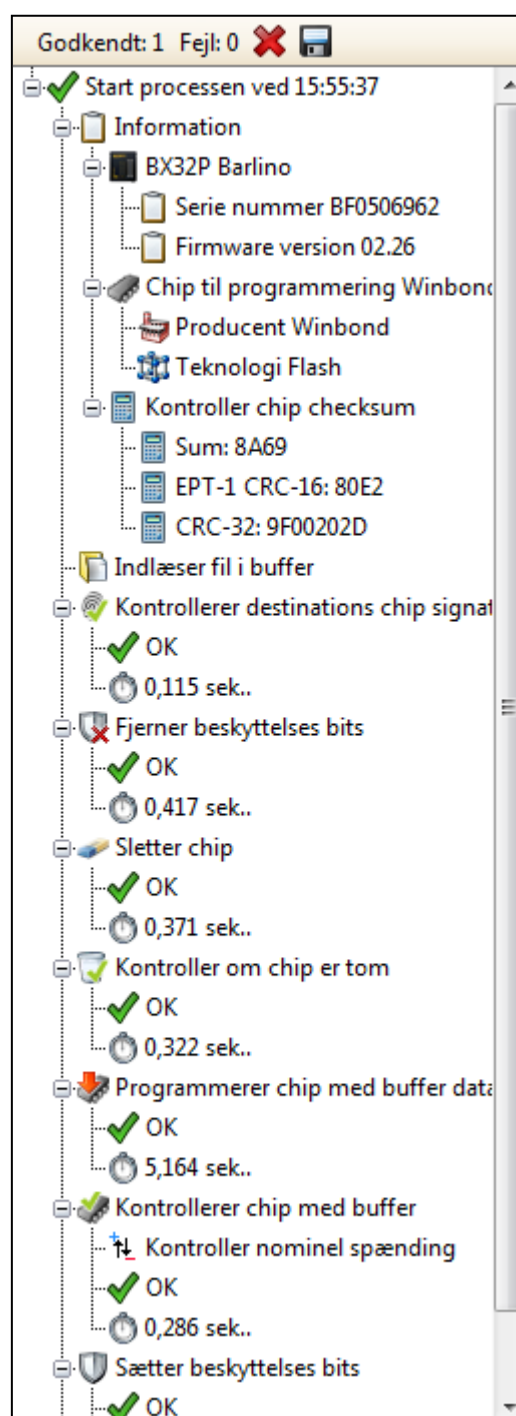 Godkendt: 1 Fejl: 0
Start processen ved 15:55:37
Information
BX32P Barlino
Serie nummer BF0506962
Firmware version 02.26
Chip til programmering Winbond
Producent Winbond
Teknologi Flash
Kontroller chip checksum
Sum: 8A69
EPT-1 CRC-16: 80E2
CRC-32: 9F00202D
Indlæser fil i buffer
Kontrollerer destinations chip signat
OK
0,115 sek..
Fjerner beskyttelses bits
OK
0,417 sek..
Sletter chip
OK
0,371 sek..
Kontroller om chip er tom
OK
0,322 sek..
Programmerer chip med buffer data
OK
5,164 sek..
Kontrollerer chip med buffer
Kontroller nominel spænding
OK
0,286 sek..
Sætter beskyttelses bits
OK